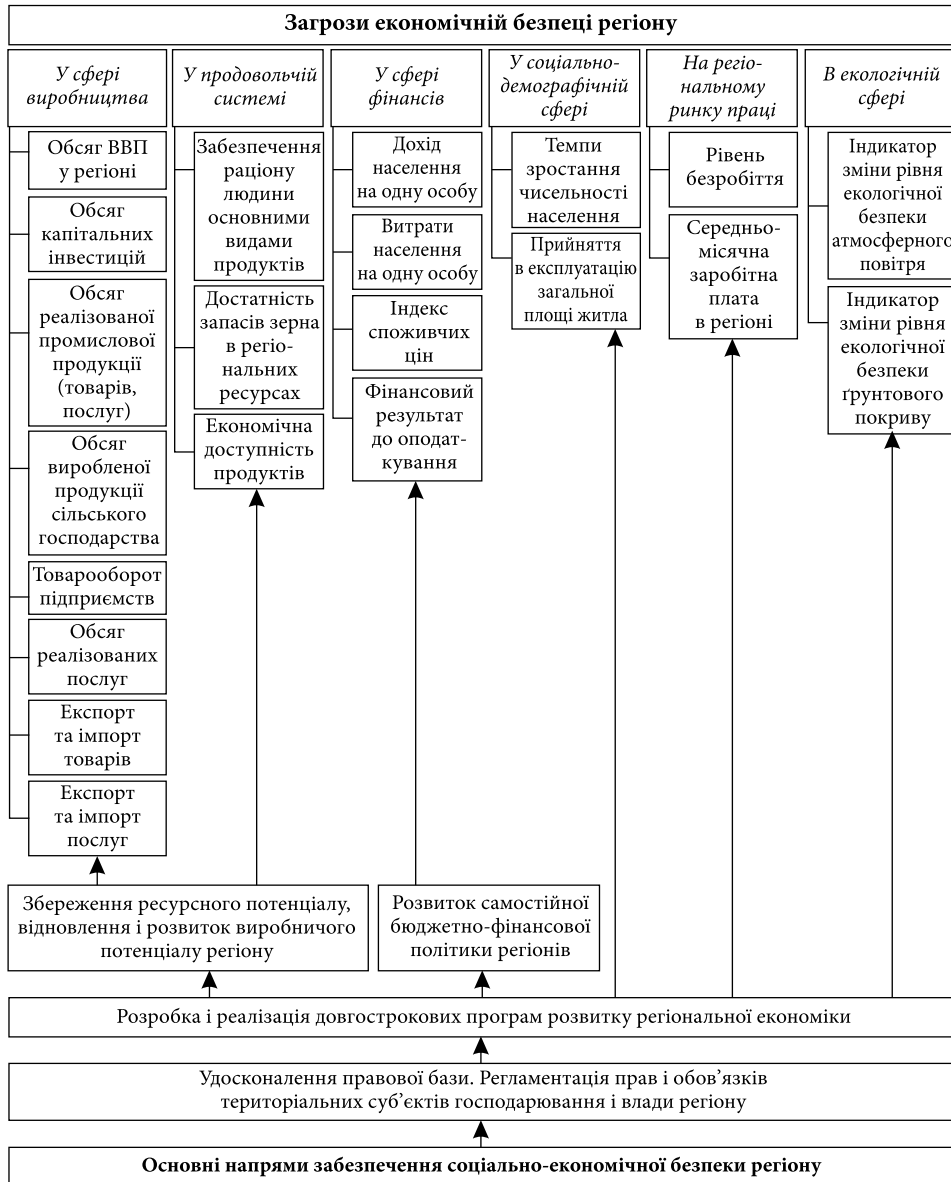 Загрози економічній безпеці регіону
У сфері
виробництва
Обсяг ВВП
у регіоні
Обсяг
капітальних
інвестицій
Обсяг
реалізованої
промислової
продукції
(товарів,
послуг)
Обсяг
виробленої
продукції
сільського
господарства
Товарооборот
підприємств
Обсяг
реалізованих
послуг
Експорт
та імпорт
товарів
Експорт
та імпорт
послуг
У продовольчій
системі
Забезпечення
раціону
людини
основними
видами
продуктів
Достатність
запасів зерна
в регіо-
нальних
ресурсах
Економічна
доступність
продуктів
У сфері
фінансів
Дохід
населення
на одну особу
Витрати
населення
на одну особу
Індекс
споживчих
цін
Фінансовий
результат
до оподат-
кування
У соціально-
демографічній
сфері
Темпи
зростання
чисельності
населення
Прийняття
в експлуатацію
загальної
площі житла
На регіо-
нальному
ринку праці
Рівень
безробіття
Середньо-
місячна
заробітна
плата
в регіоні
В екологічній
сфері
Індикатор
зміни рівня
екологічної
безпеки
атмосферного
повітря
Індикатор
зміни рівня
екологічної
безпеки
ґрунтового
покриву
Збереження ресурсного потенціалу,
відновлення і розвиток виробничого
потенціалу регіону
Розвиток самостійної
бюджетно-фінансової
політики регіонів
Розробка і реалізація довгострокових програм розвитку регіональної економіки
Удосконалення правової бази. Регламентація прав і обов’язків
територіальних суб’єктів господарювання і влади регіону
Основні напрями забезпечення соціально-економічної безпеки регіону